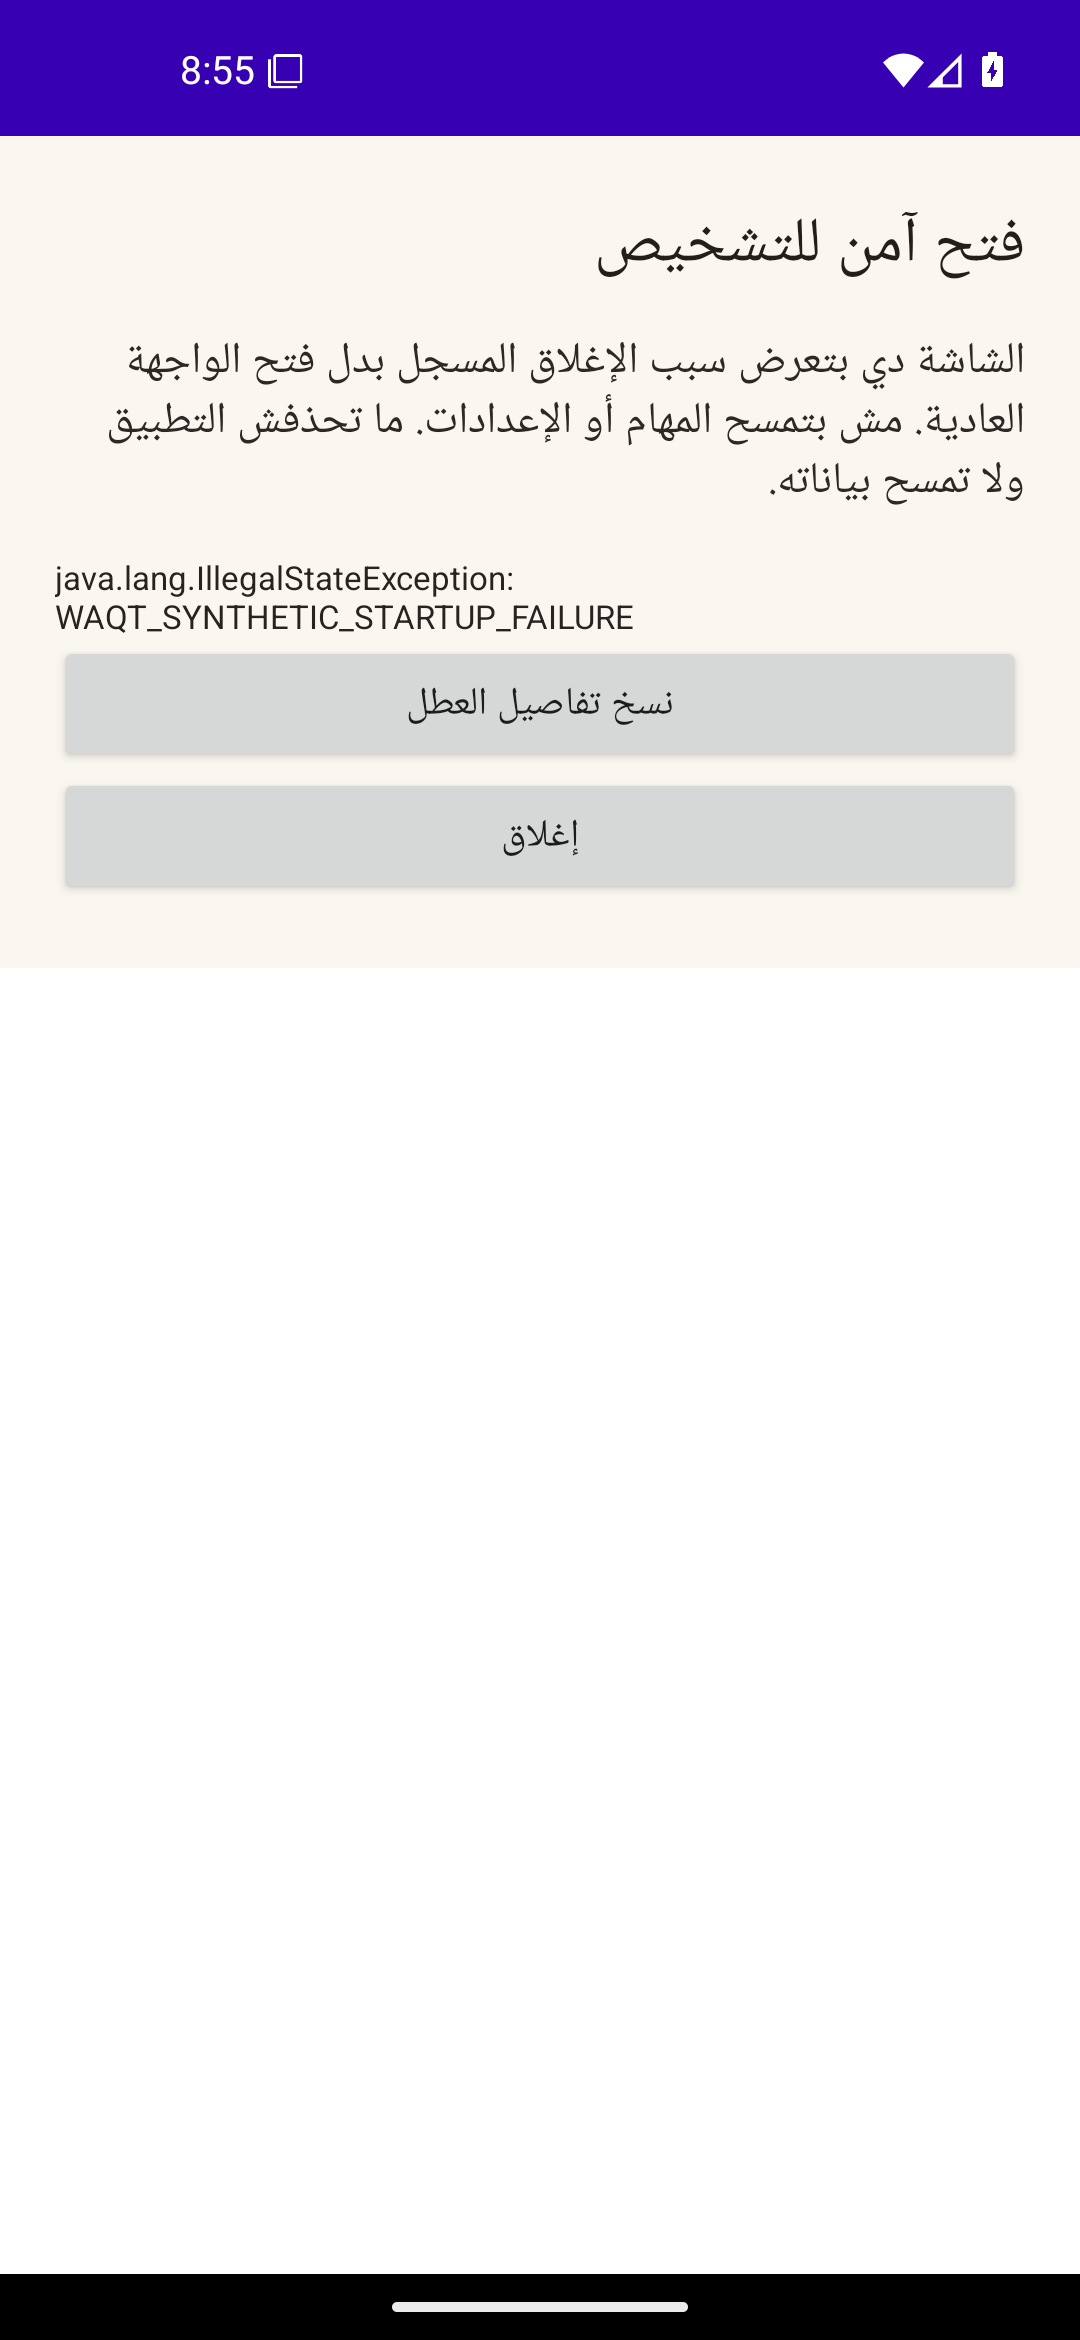 8:55
فتح آمن للتشخيص
الشاشة دي بتعرض سبب الإغلاق المسجل بدل فتح الواجهة
العادية. مش بتمسح المهام أو الإعدادات. ما تحذفش التطبيق
ولا تمسح بياناته.
java.lang.IllegalStateException:
WAQT_SYNTHETIC_STARTUP_FAILURE
نسخ تفاصيل العطل
إغلاق